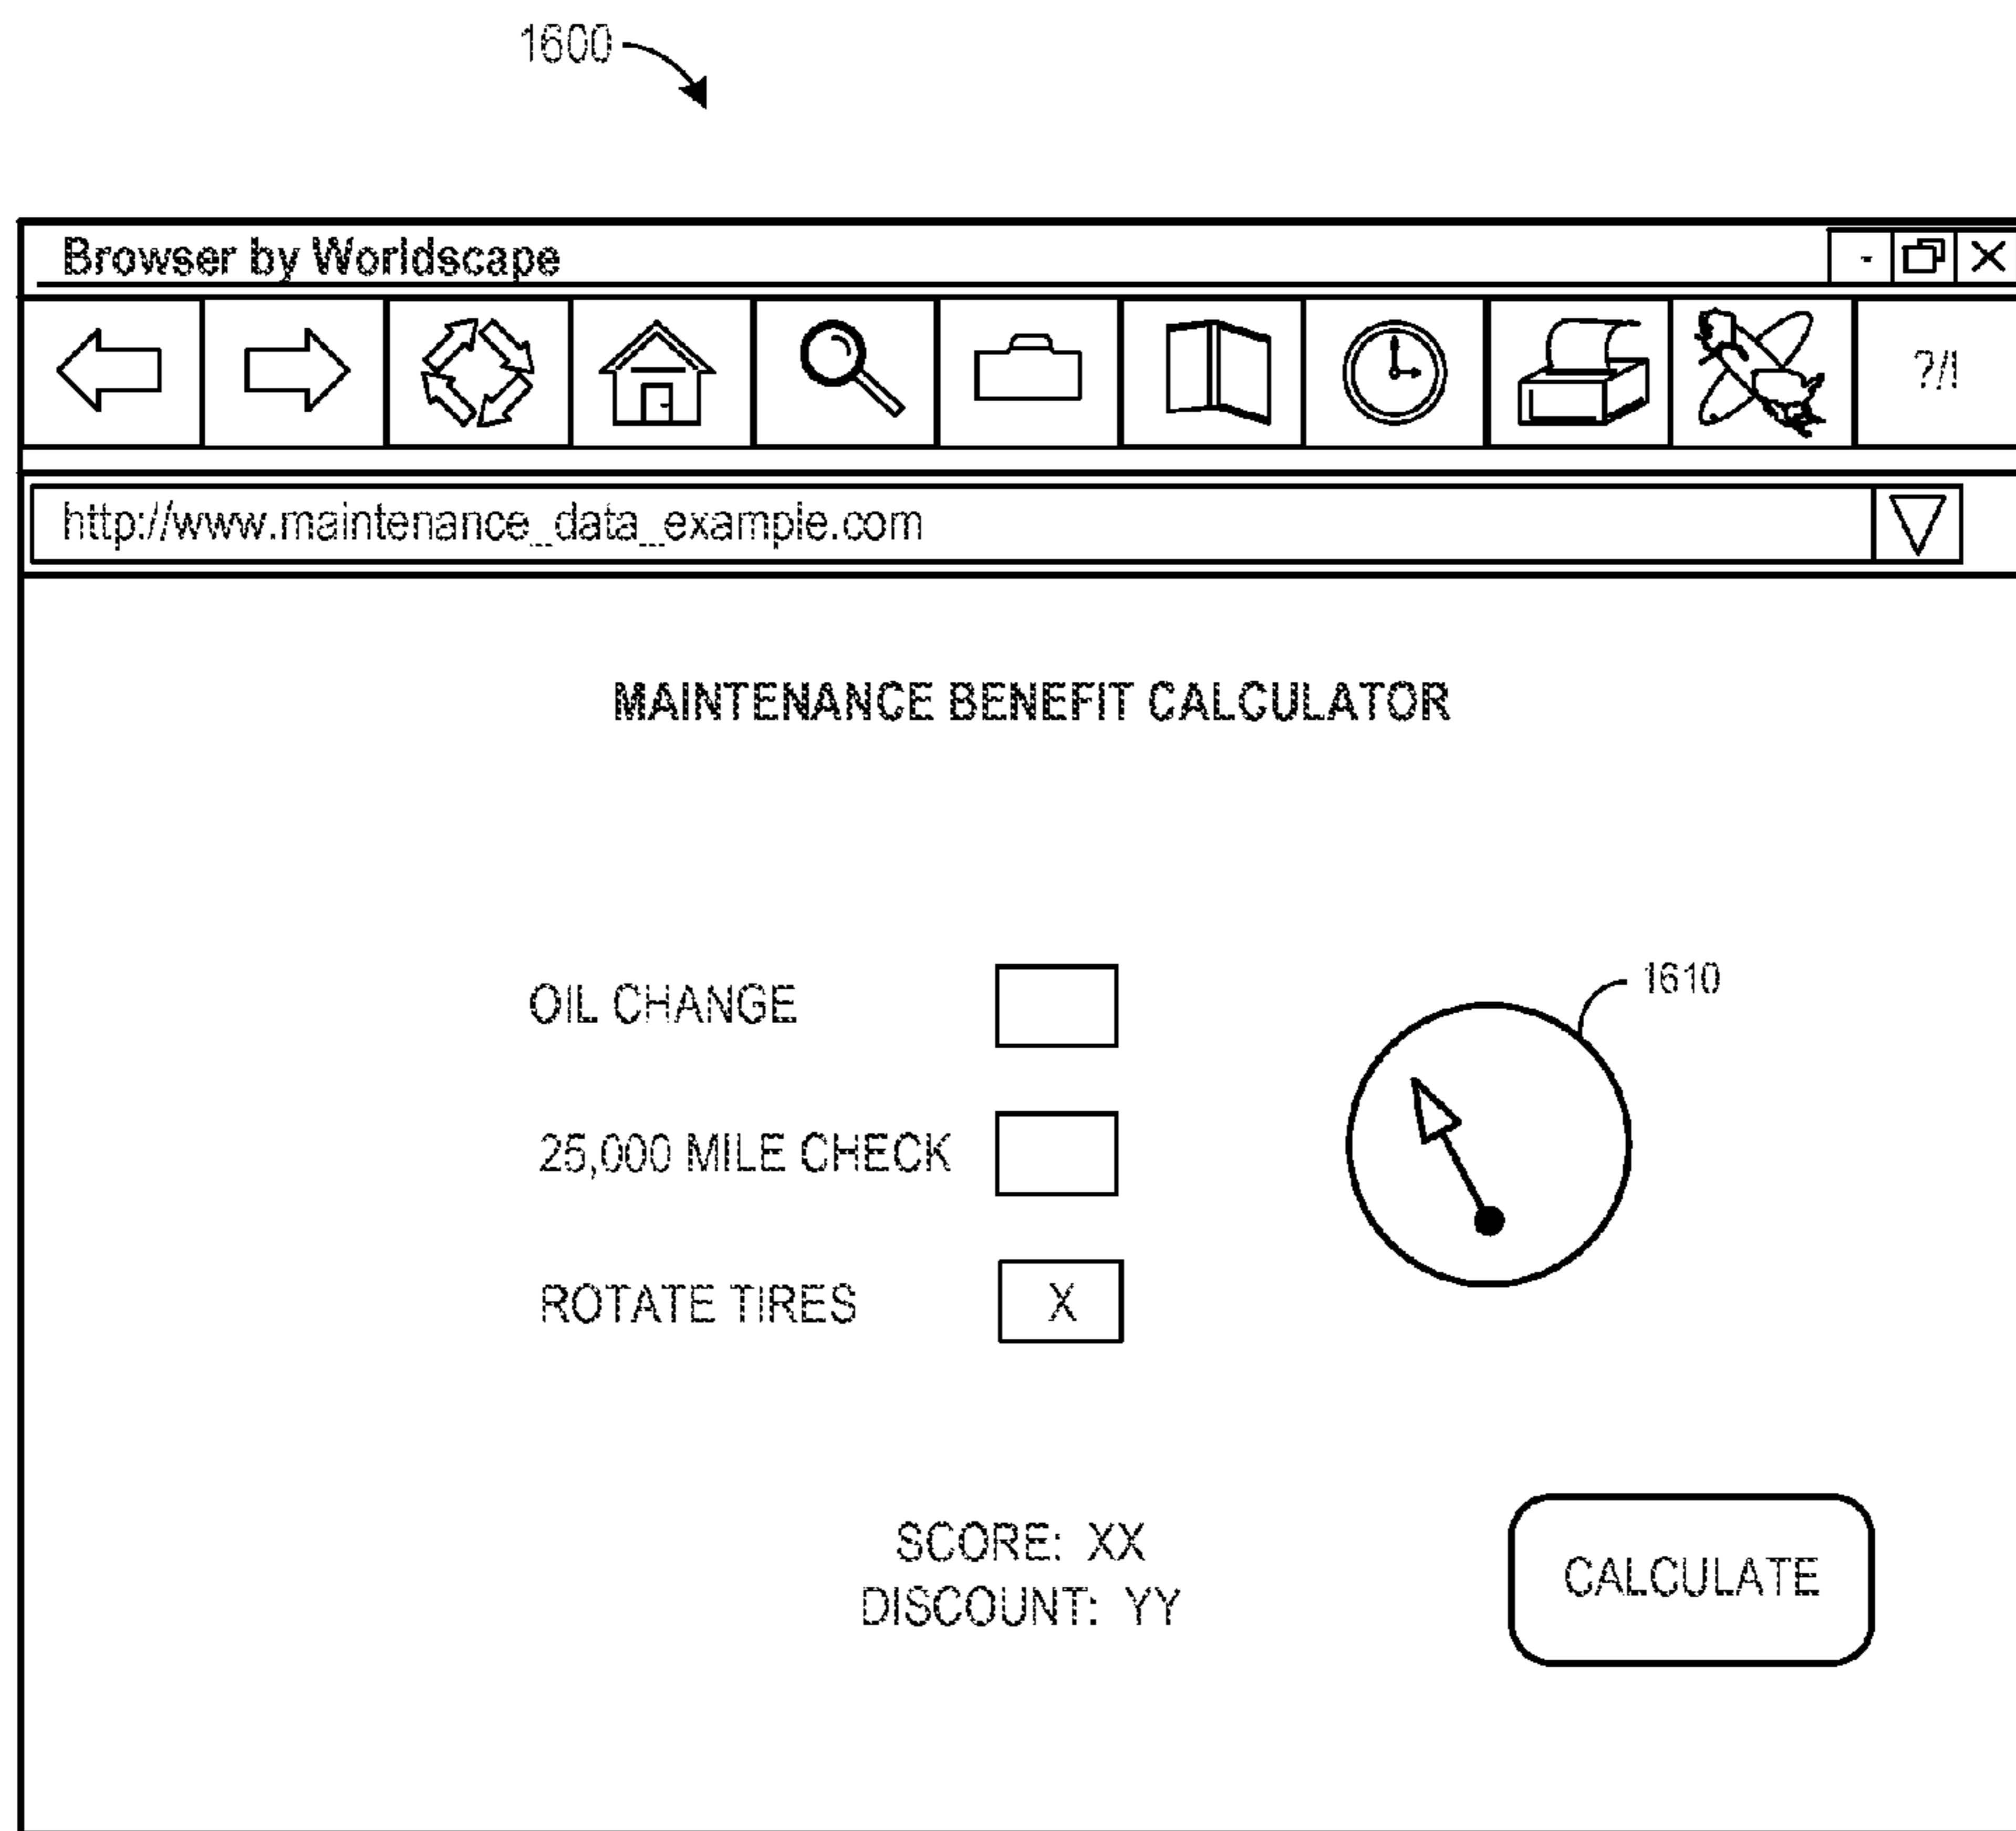 1600
Browser by Worldscape
?/!
http://www.maintenance_data_example.com
MAINTENANCE BENEFIT CALCULATOR
OIL CHANGE
1610
25,000 MILE CHECK
ROTATE TIRES X
SCORE: XX
DISCOUNT: YY
CALCULATE